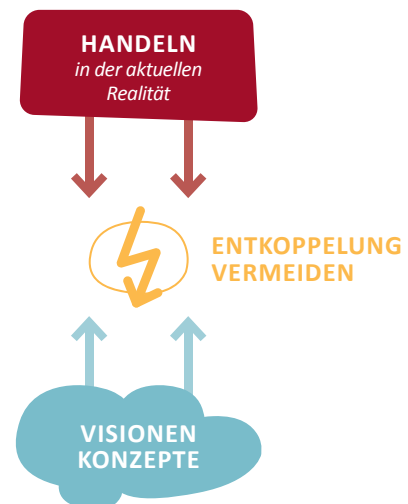 HANDELN
in der aktuellen
Realität
ENTKOPPELUNG
VERMEIDEN
VISIONEN
KONZEPTE